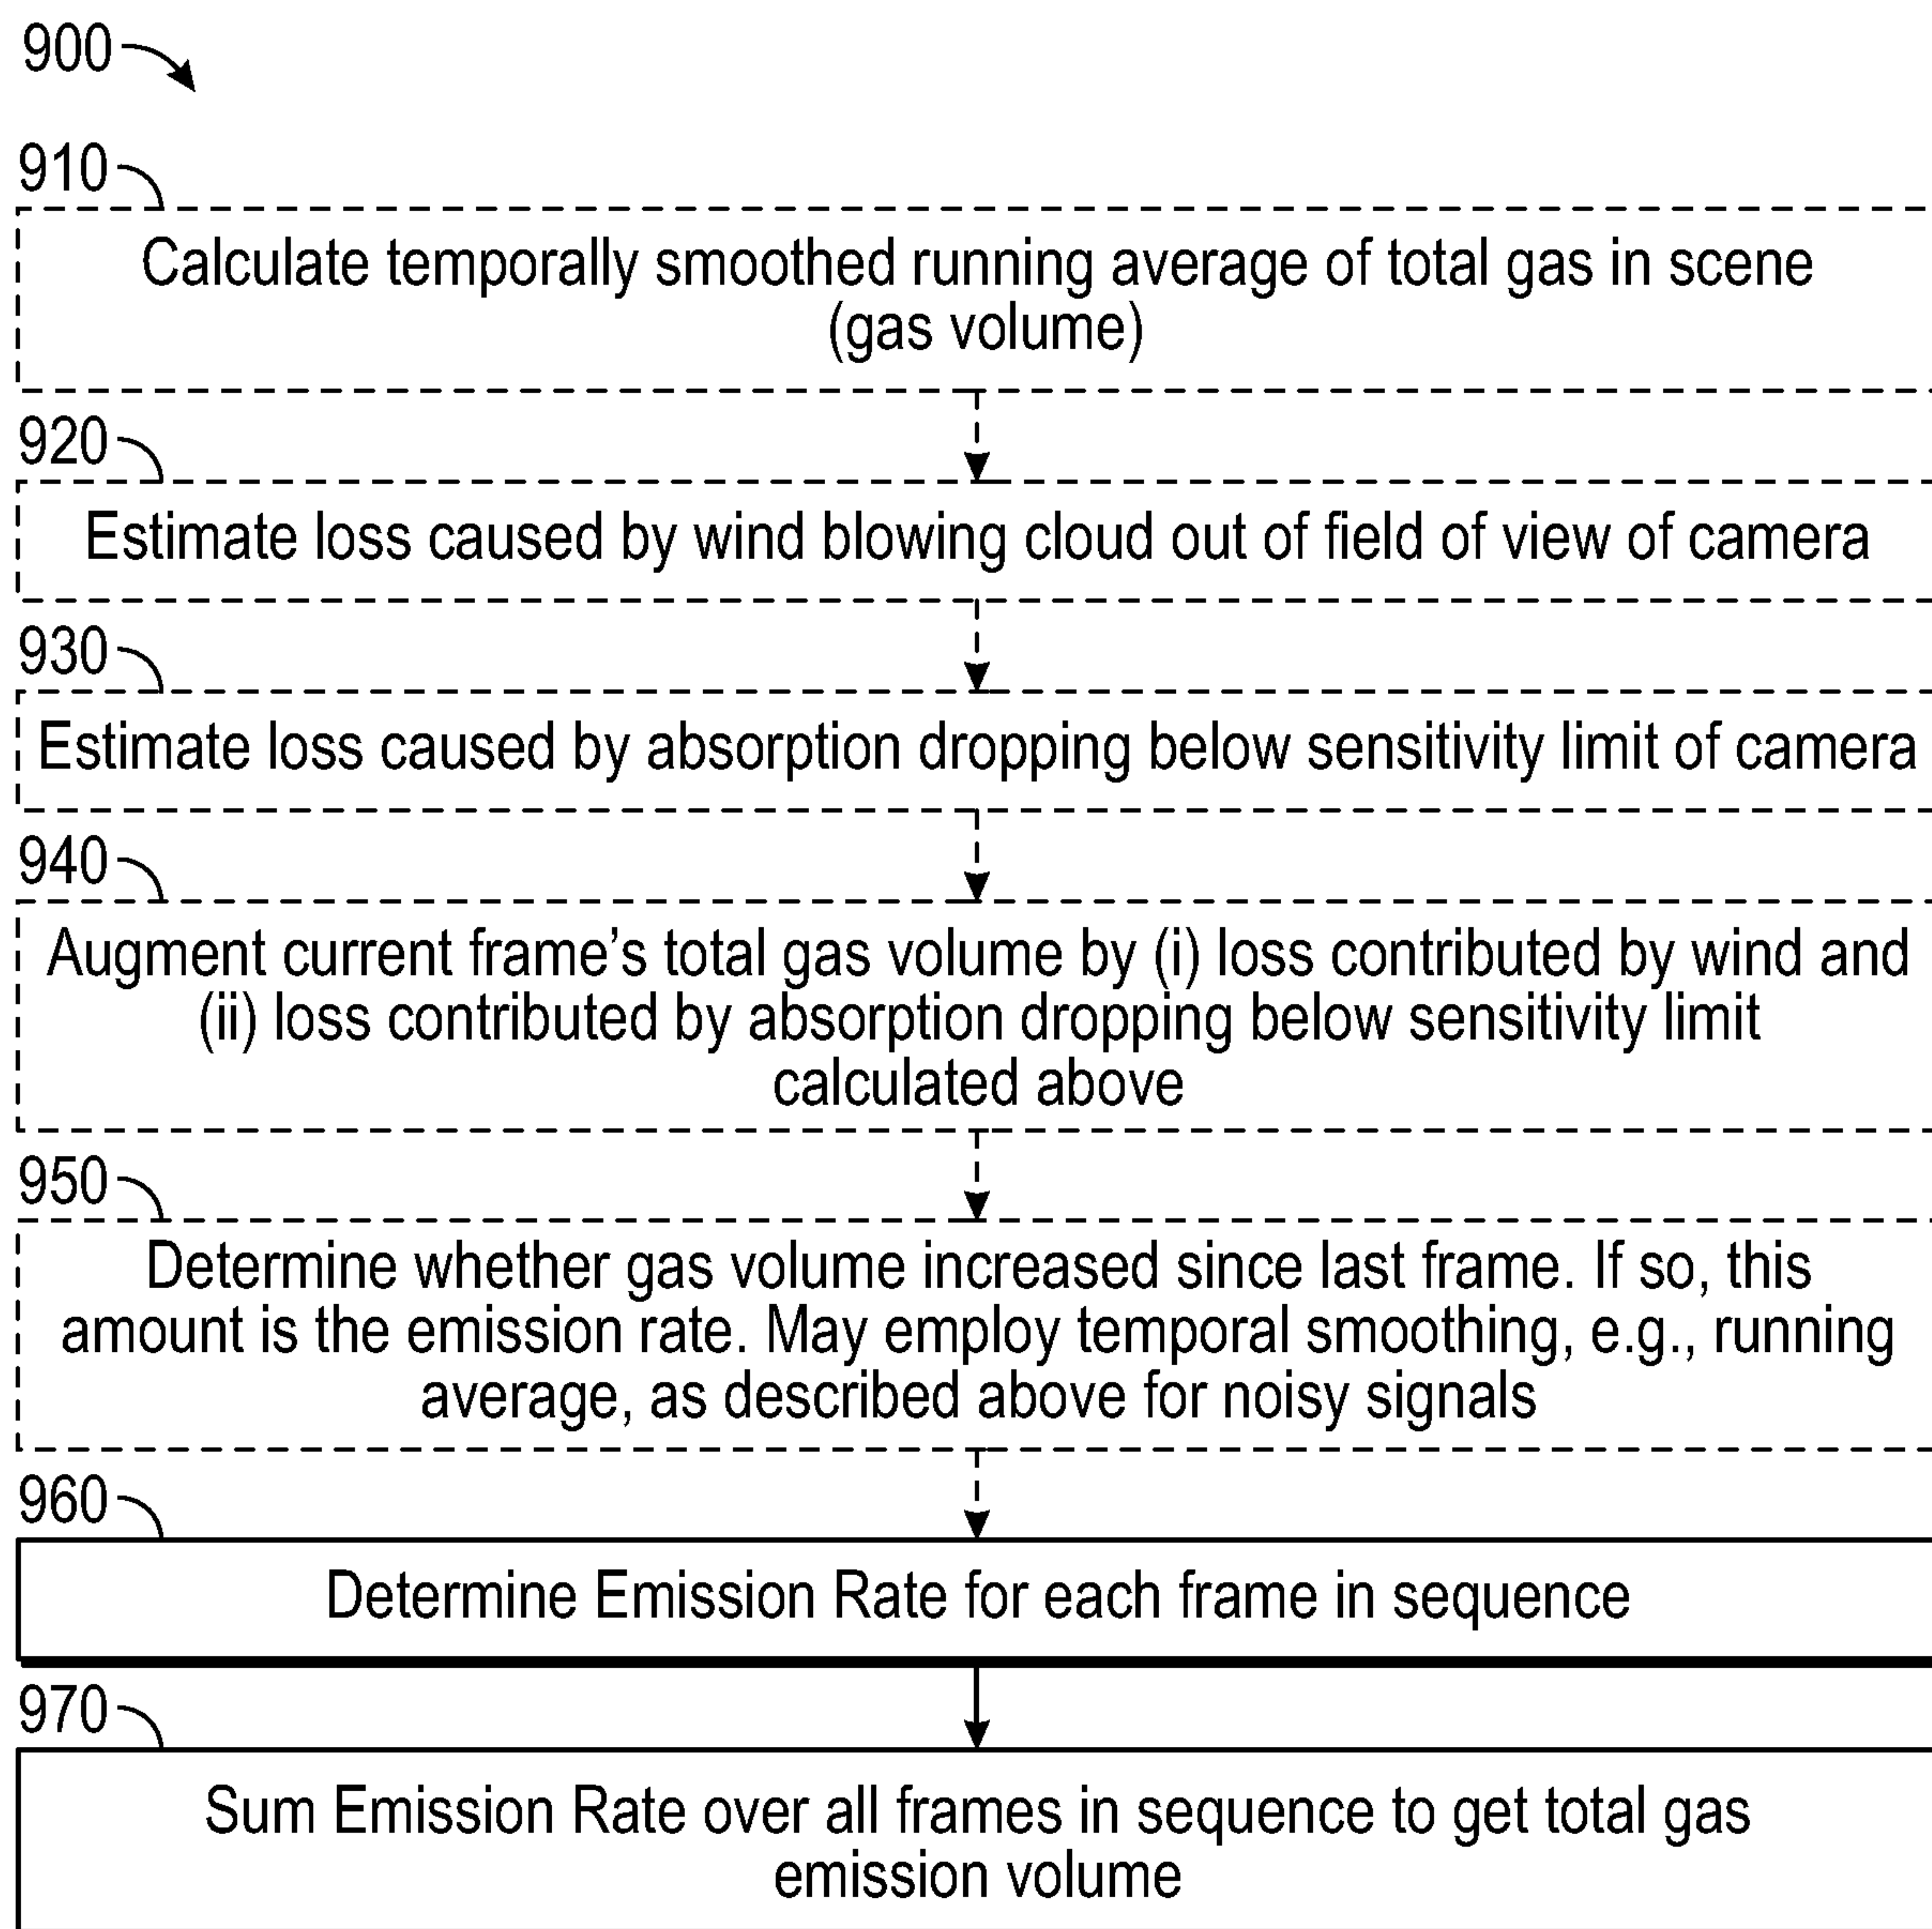 900
910
Calculate temporally smoothed running average of total gas in scene
(gas volume)
920
Estimate loss caused by wind blowing cloud out of field of view of camera
930
Estimate loss caused by absorption dropping below sensitivity limit of camera
940
Augment current frame’s total gas volume by (i) loss contributed by wind and
(ii) loss contributed by absorption dropping below sensitivity limit
calculated above
950
Determine whether gas volume increased since last frame. If so, this
amount is the emission rate. May employ temporal smoothing, e.g., running
average, as described above for noisy signals
960
Determine Emission Rate for each frame in sequence
970
Sum Emission Rate over all frames in sequence to get total gas
emission volume